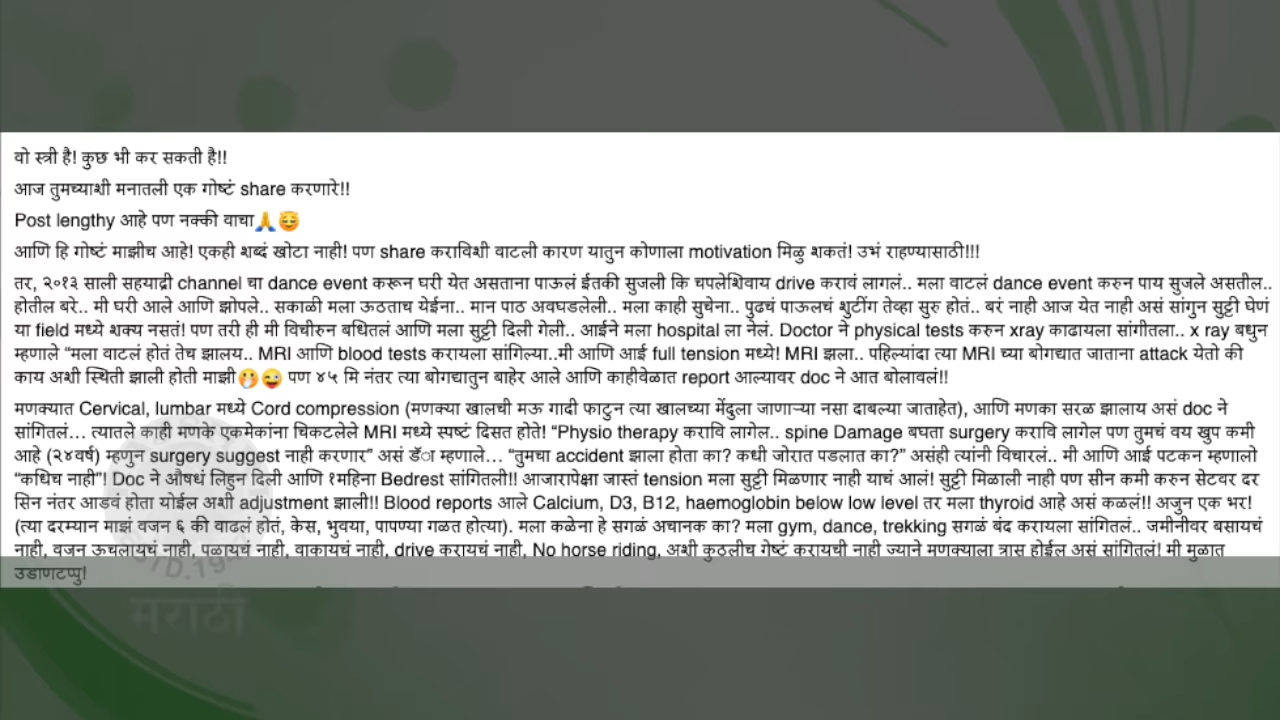 वो स्त्री है! कुछ भी कर सकती है!!
आज तुमच्याशी मनातली एक गोष्टं share करणारे!!
Post lengthy आहे पण नक्की वाचा🙏😇
आणि हि गोष्टं माझीच आहे! एकही शब्दं खोटा नाही! पण share कराविशी वाटली कारण यातुन कोणाला motivation मिळु शकतं! उभं राहण्यासाठी!!!
तर, २०१३ साली सहयाद्री channel चा dance event करून घरी येत असताना पाऊलं ईतकी सुजली कि चपलेशिवाय drive करावं लागलं.. मला वाटलं dance event करुन पाय सुजले असतील..
होतील बरे.. मी घरी आले आणि झोपले.. सकाळी मला ऊठताच येईना.. मान पाठ अवघडलेली.. मला काही सुचेना.. पुढचं पाऊलचं शुटींग तेव्हा सुरु होतं.. बरं नाही आज येत नाही असं सांगुन सुट्टी घेणं
या field मध्ये शक्य नसतं! पण तरी ही मी विचीरुन बधितलं आणि मला सुट्टी दिली गेली.. आईने मला hospital ला नेलं. Doctor ने physical tests करुन xray काढायला सांगीतला.. x ray बधुन
म्हणाले “मला वाटलं होतं तेच झालय.. MRI आणि blood tests करायला सांगिल्या..मी आणि आई full tension मध्ये! MRI झला.. पहिल्यांदा त्या MRI च्या बोगद्यात जाताना attack येतो की
काय अशी स्थिती झाली होती माझी🤭😜 पण ४५ मि नंतर त्या बोगद्यातुन बाहेर आले आणि काहीवेळात report आल्यावर doc ने आत बोलावलं!!
मणक्यात Cervical, lumbar मध्ये Cord compression (मणक्या खालची मऊ गादी फाटुन त्या खालच्या मेंदुला जाणाऱ्या नसा दाबल्या जाताहेत), आणि मणका सरळ झालाय असं doc ने
सांगितलं... त्यातले काही मणके एकमेकांना चिकटलेले MRI मध्ये स्पष्टं दिसत होते! “Physio therapy करावि लागेल.. spine Damage बघता surgery करावि लागेल पण तुमचं वय खुप कमी
आहे (२४वर्ष) म्हणुन surgery suggest नाही करणार” असं डॅा म्हणाले... “तुमचा accident झाला होता का? कधी जोरात पडलात का?” असंही त्यांनी विचारलं.. मी आणि आई पटकन म्हणालो
“कधिच नाही”! Doc ने औषधं लिहुन दिली आणि १महिना Bedrest सांगितली!! आजारापेक्षा जास्तं tension मला सुट्टी मिळणार नाही याचं आलं! सुट्टी मिळाली नाही पण सीन कमी करुन सेटवर दर
सिन नंतर आडवं होता योईल अशी adjustment झाली!! Blood reports आले Calcium, D3, B12, haemoglobin below low level तर मला thyroid आहे असं कळलं!! अजुन एक भर!
(त्या दरम्यान माझं वजन ६ की वाढलं होतं, केस, भुवया, पापण्या गळत होत्या). मला कळेना हे सगळं अचानक का? मला gym, dance, trekking सगळं बंद करायला सांगितलं.. जमीनीवर बसायचं
नाही, वजन ऊचलायचं नाही, पळायचं नाही, वाकायचं नाही, drive करायचं नाही, No horse riding, अशी कुठलीच गेष्टं करायची नाही ज्याने मणक्याला त्रास होईल असं सांगितलं! मी मुळात
उडाणटप्पु!
मराठी